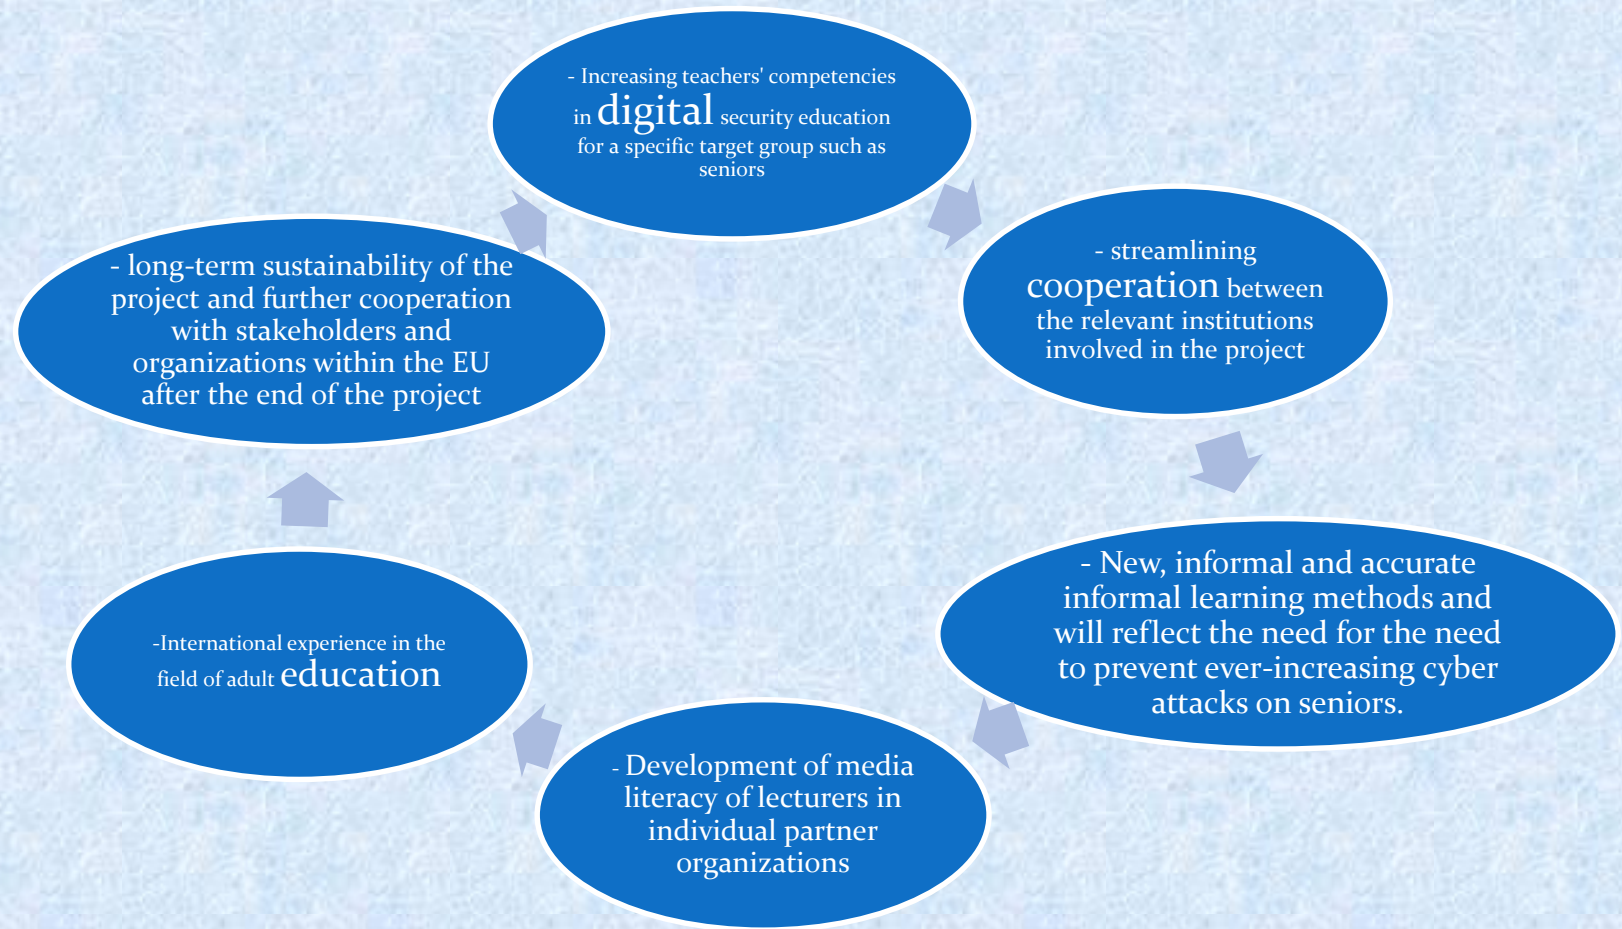 - Increasing teachers' competencies
in digital security education
for a specific target group such as
seniors
- streamlining
cooperation between
the relevant institutions
involved in the project
- New, informal and accurate
informal learning methods and
will reflect the need for the need
to prevent ever-increasing cyber
attacks on seniors.
- Development of media
literacy of lecturers in
individual partner
organizations
-International experience in the
field of adult education
- long-term sustainability of the
project and further cooperation
with stakeholders and
organizations within the EU
after the end of the project